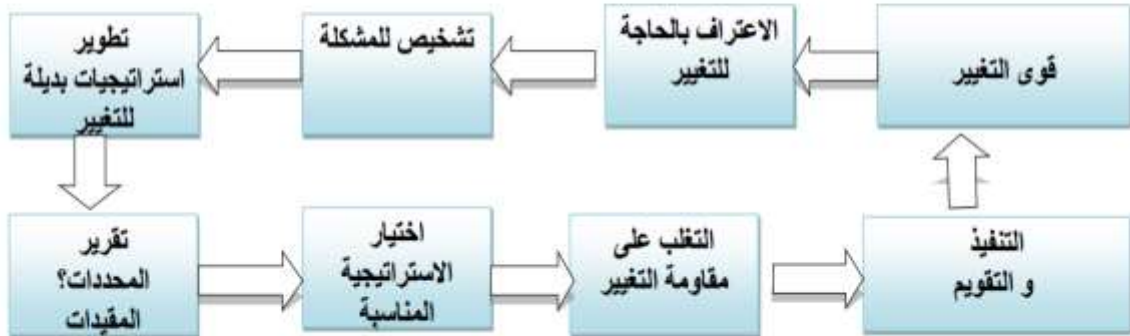 قوى التغيير
الاعتراف بالحاجة
للتغيير
تشخيص للمشكلة
تطوير
استراتيجيات بديلة
للتغيير
تقرير
المحددات؟
المقيدات
اختيار
الاستراتيجية
المناسبة
التغلب على
مقاومة التغيير
التنفيذ
و التقويم